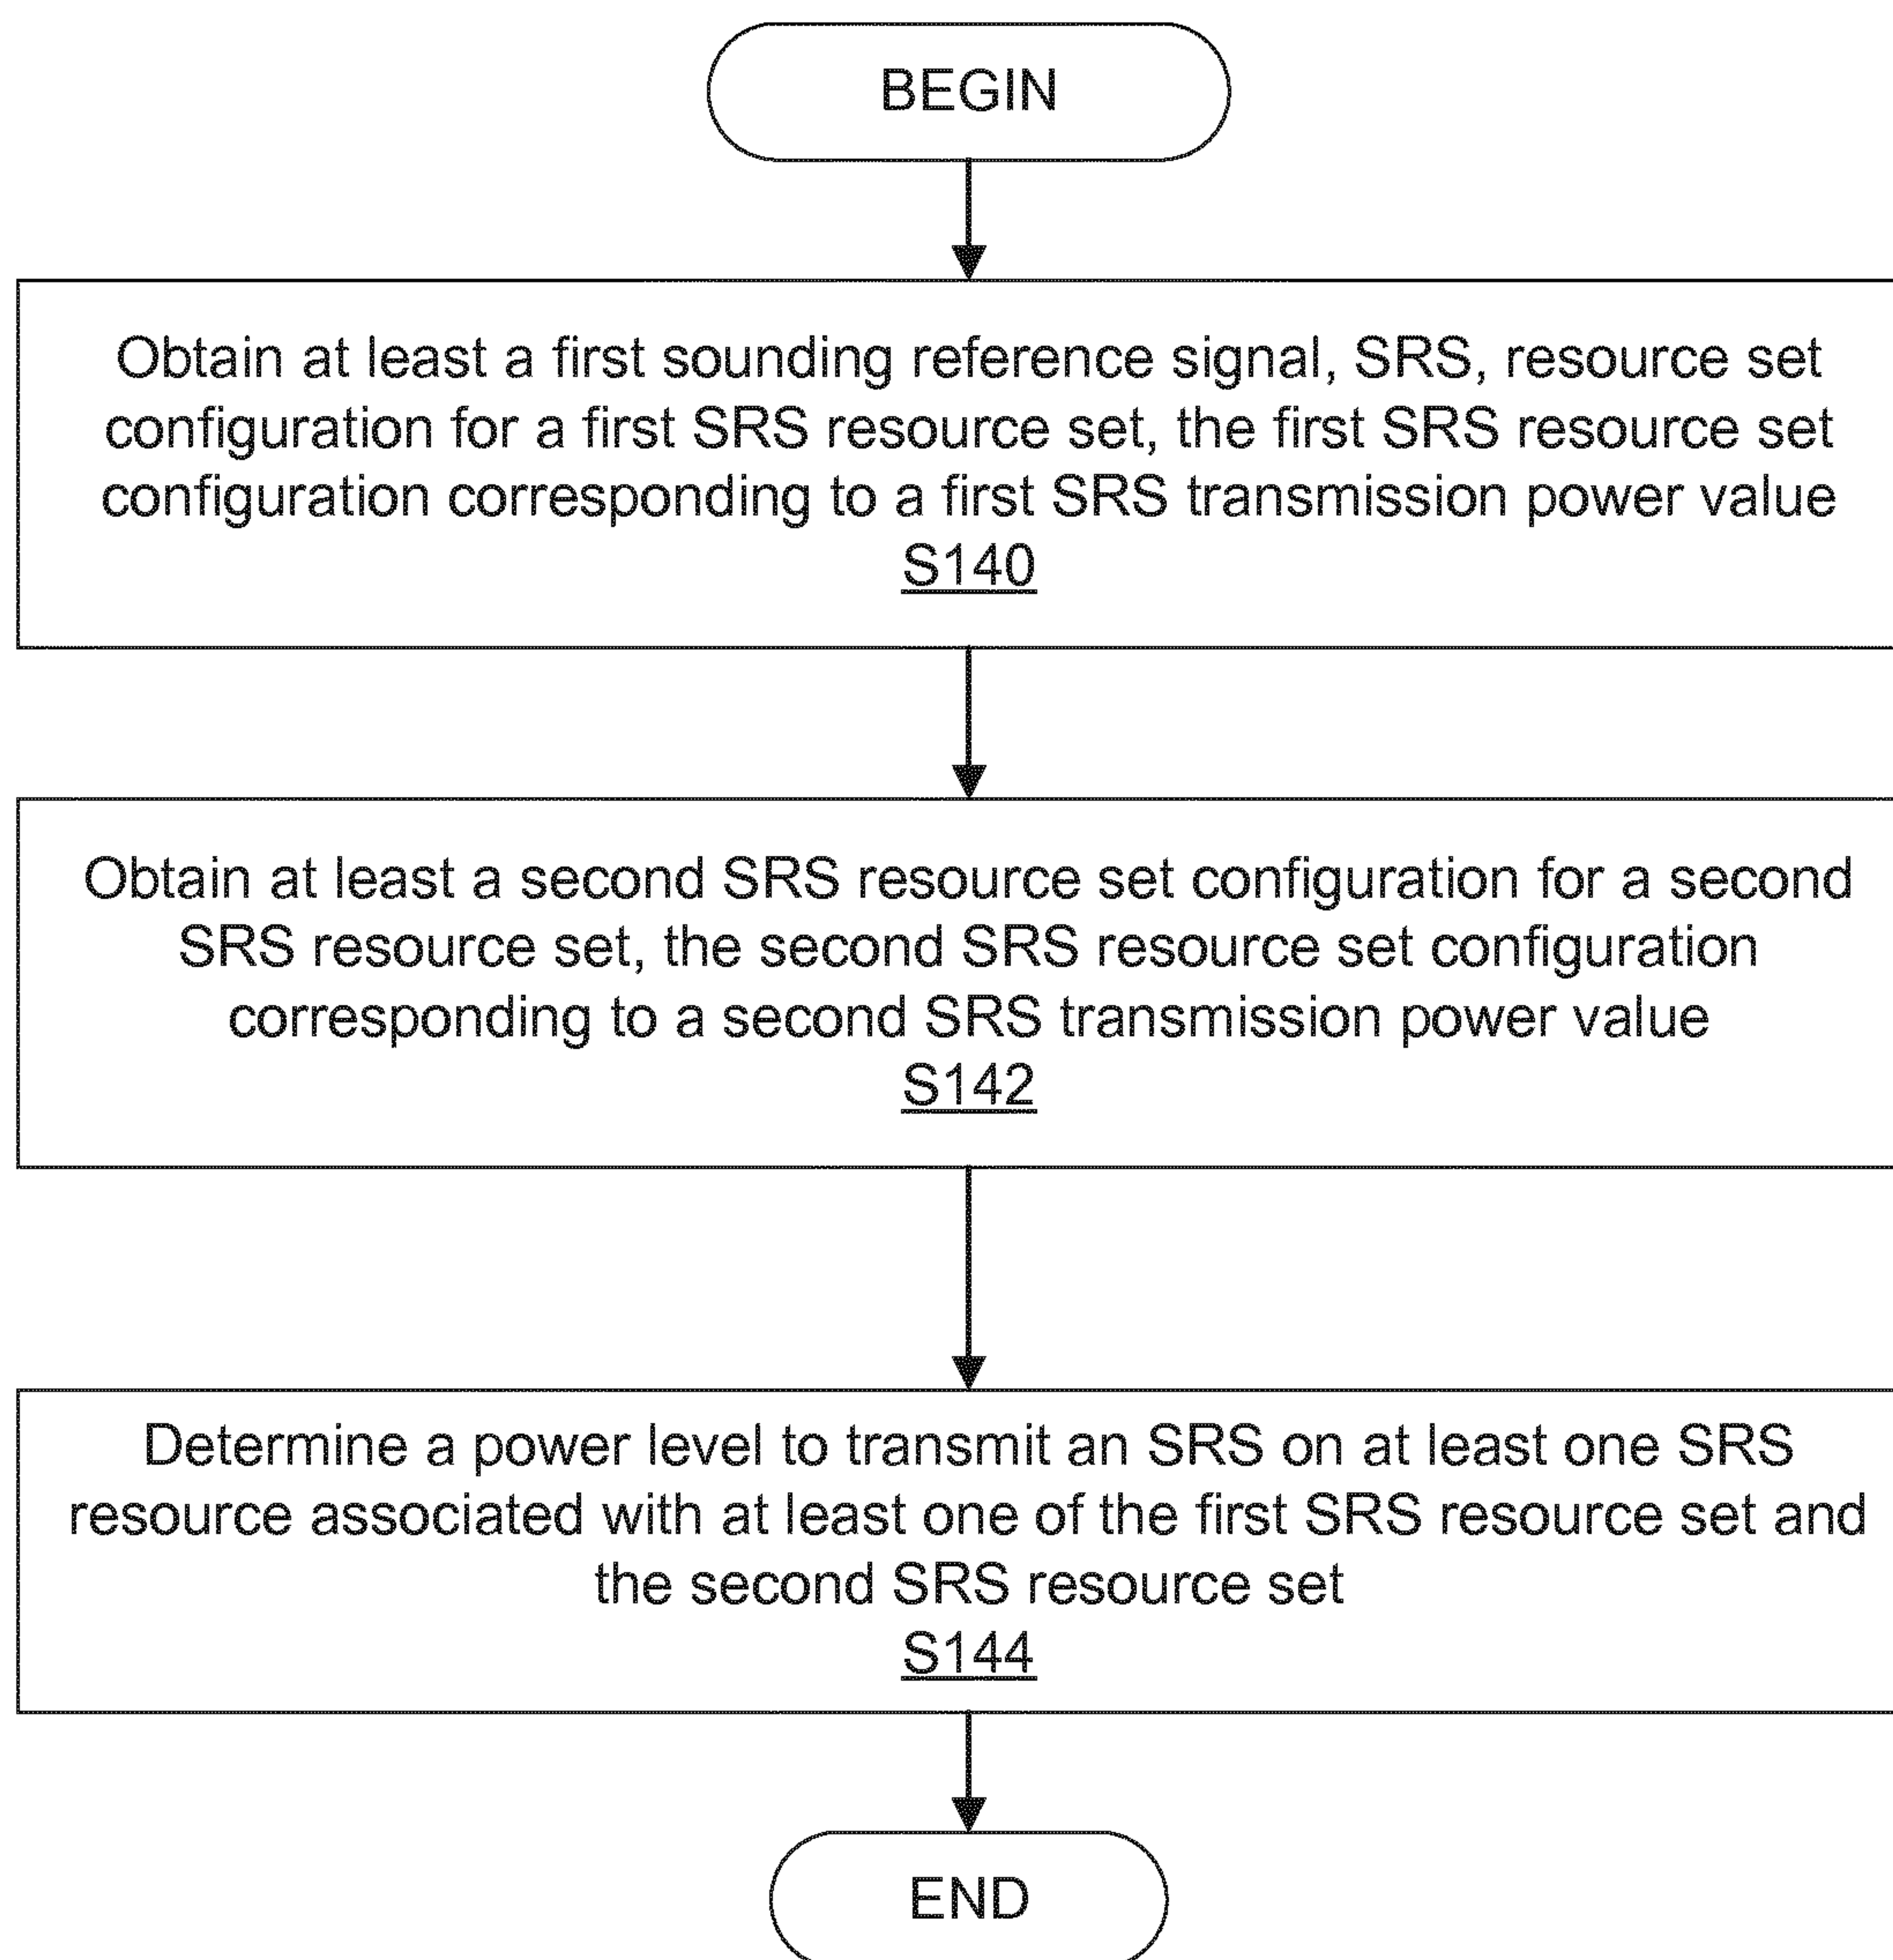 BEGIN
Obtain at least a first sounding reference signal, SRS, resource set
configuration for a first SRS resource set, the first SRS resource set
configuration corresponding to a first SRS transmission power value
S140
Obtain at least a second SRS resource set configuration for a second
SRS resource set, the second SRS resource set configuration
corresponding to a second SRS transmission power value
S142
Determine a power level to transmit an SRS on at least one SRS
resource associated with at least one of the first SRS resource set and
the second SRS resource set
S144
END